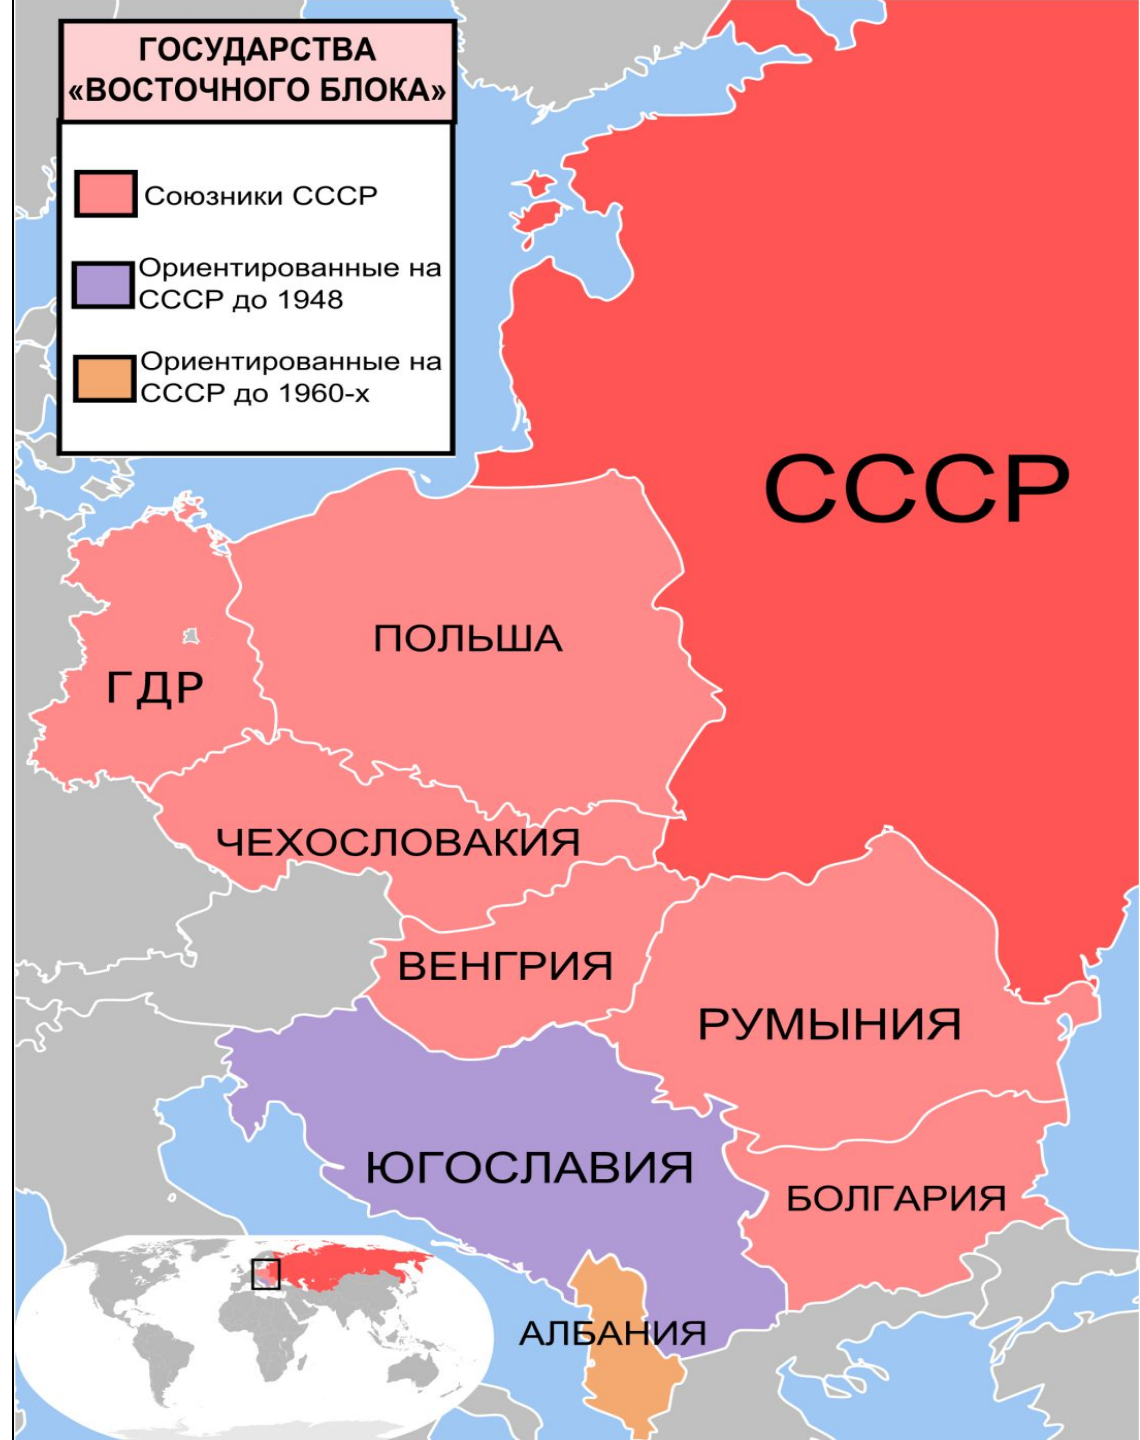 ГОСУДАРСТВА
«ВОСТОЧНОГО БЛОКА»
Союзники СССР
Ориентированные на
СССР до 1948
Ориентированные на
СССР до 1960-х
СССР
ПОЛЬША
ГДР
ЧЕХОСЛОВАКИЯ
ВЕНГРИЯ
РУМЫНИЯ
ЮГОСЛАВИЯ
БОЛГАРИЯ
АЛБАНИЯ